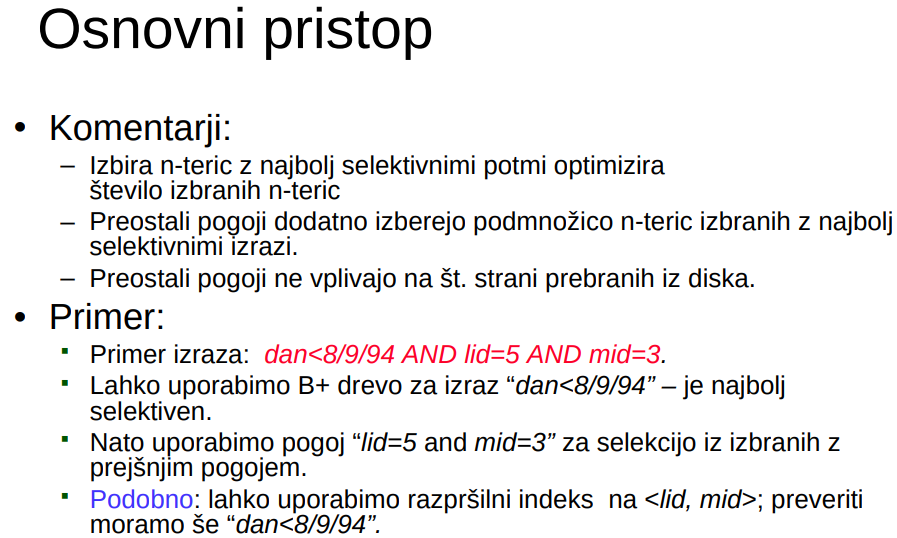 Osnovni pristop
• Komentarji:
– Izbira n-teric z najbolj selektivnimi potmi optimizira
število izbranih n-teric
– Preostali pogoji dodatno izberejo podmnožico n-teric izbranih z najbolj
selektivnimi izrazi.
– Preostali pogoji ne vplivajo na št. strani prebranih iz diska.
• Primer:
▪ Primer izraza: dan<8/9/94 AND lid=5 AND mid=3.
▪ Lahko uporabimo B+ drevo za izraz “dan<8/9/94” – je najbolj
selektiven.
▪ Nato uporabimo pogoj “lid=5 and mid=3” za selekcijo iz izbranih z
prejšnjim pogojem.
▪ Podobno: lahko uporabimo razpršilni indeks na <lid, mid>; preveriti
moramo še “dan<8/9/94”.